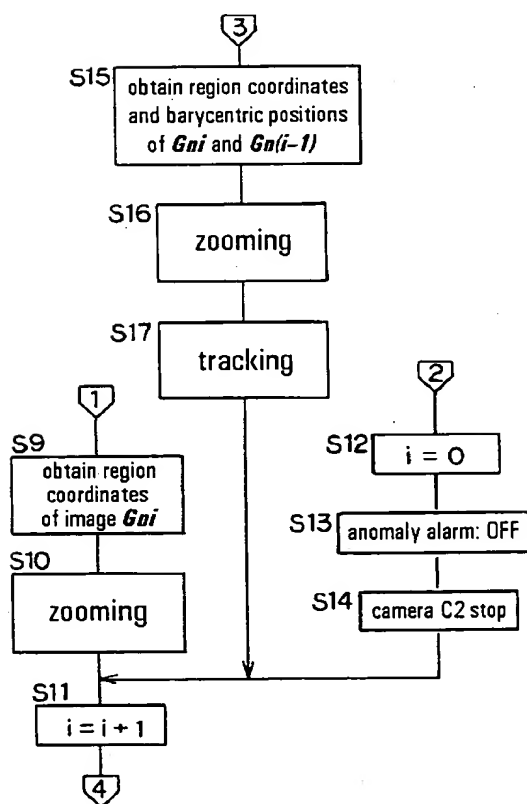 3
S15
obtain region coordinates
and barycentric positions
of Gni and Gn(i-1)
S16
zooming
S17
tracking
1
S9
obtain region
coordinates
of image Gni
S10
zooming
2
S12
i = 0
S13
anomaly alarm: OFF
S14
camera C2 stop
S11
i = i + 1
4